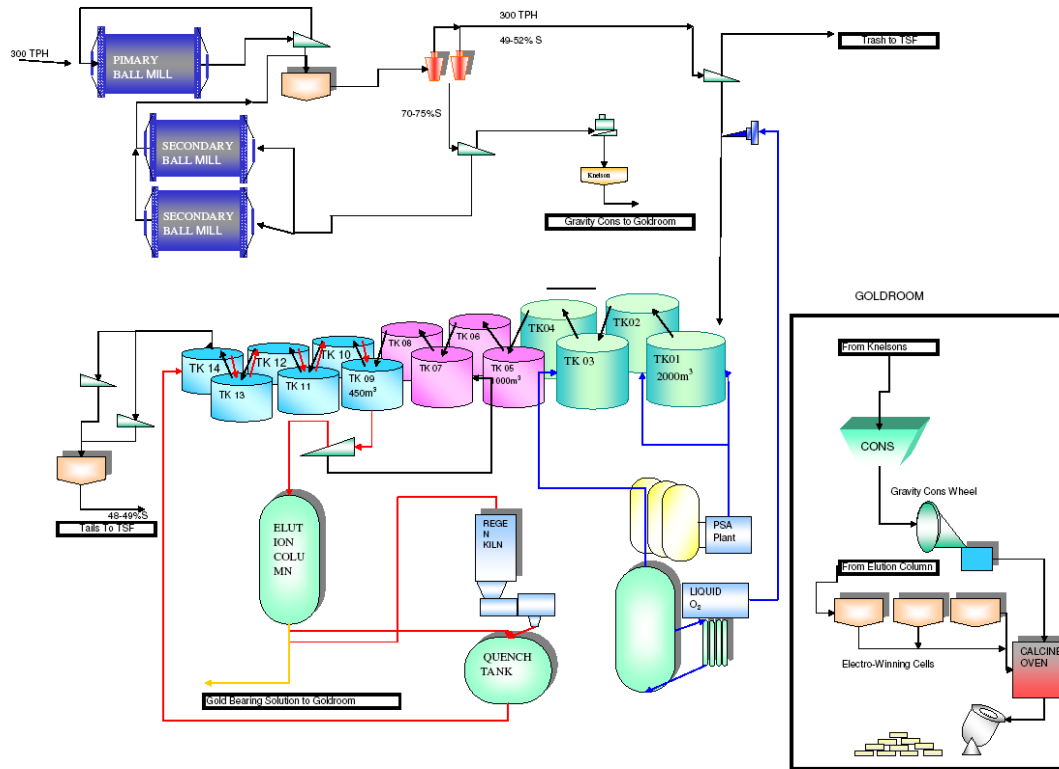 300 TPH
PIMARY
BALL MILL
SECONDARY
BALL MILL
SECONDARY
BALL MILL
300 TPH
49-52% S
70-75%S
Trash to TSF
Knelson
Gravity Cons to Goldroom
TK 14
TK 13
TK 12
TK 11
TK 10
TK 09
450m³
TK 08
TK 07
TK 06
TK 05
1000m³
TK04
TK 03
TK02
TK01
2000m³
48-49%S
Tails To TSF
ELUT
ION
COLUM
N
REGE
N
KILN
QUENCH
TANK
PSA
Plant
LIQUID
O₂
Gold Bearing Solution to Goldroom
GOLDROOM
From Knelsons
CONS
Gravity Cons Wheel
From Elution Column
Electro-Winning Cells
CALCINE
OVEN